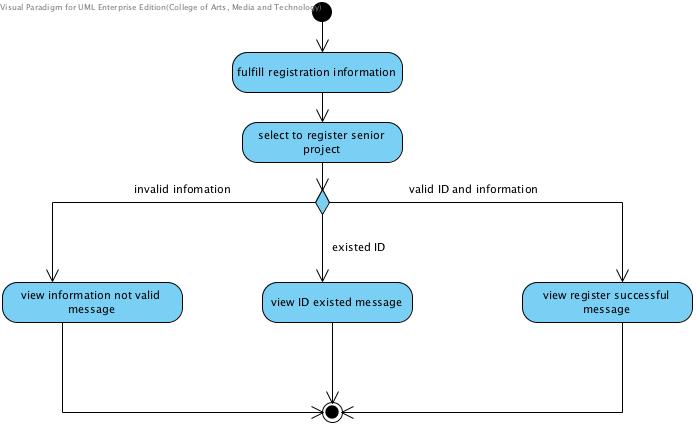 Visual Paradigm for UML Enterprise Edition(College of Arts, Media and Technology)
fulfill registration information
select to register senior
project
invalid infomation
valid ID and information
existed ID
view information not valid
message
view ID existed message
view register successful
message